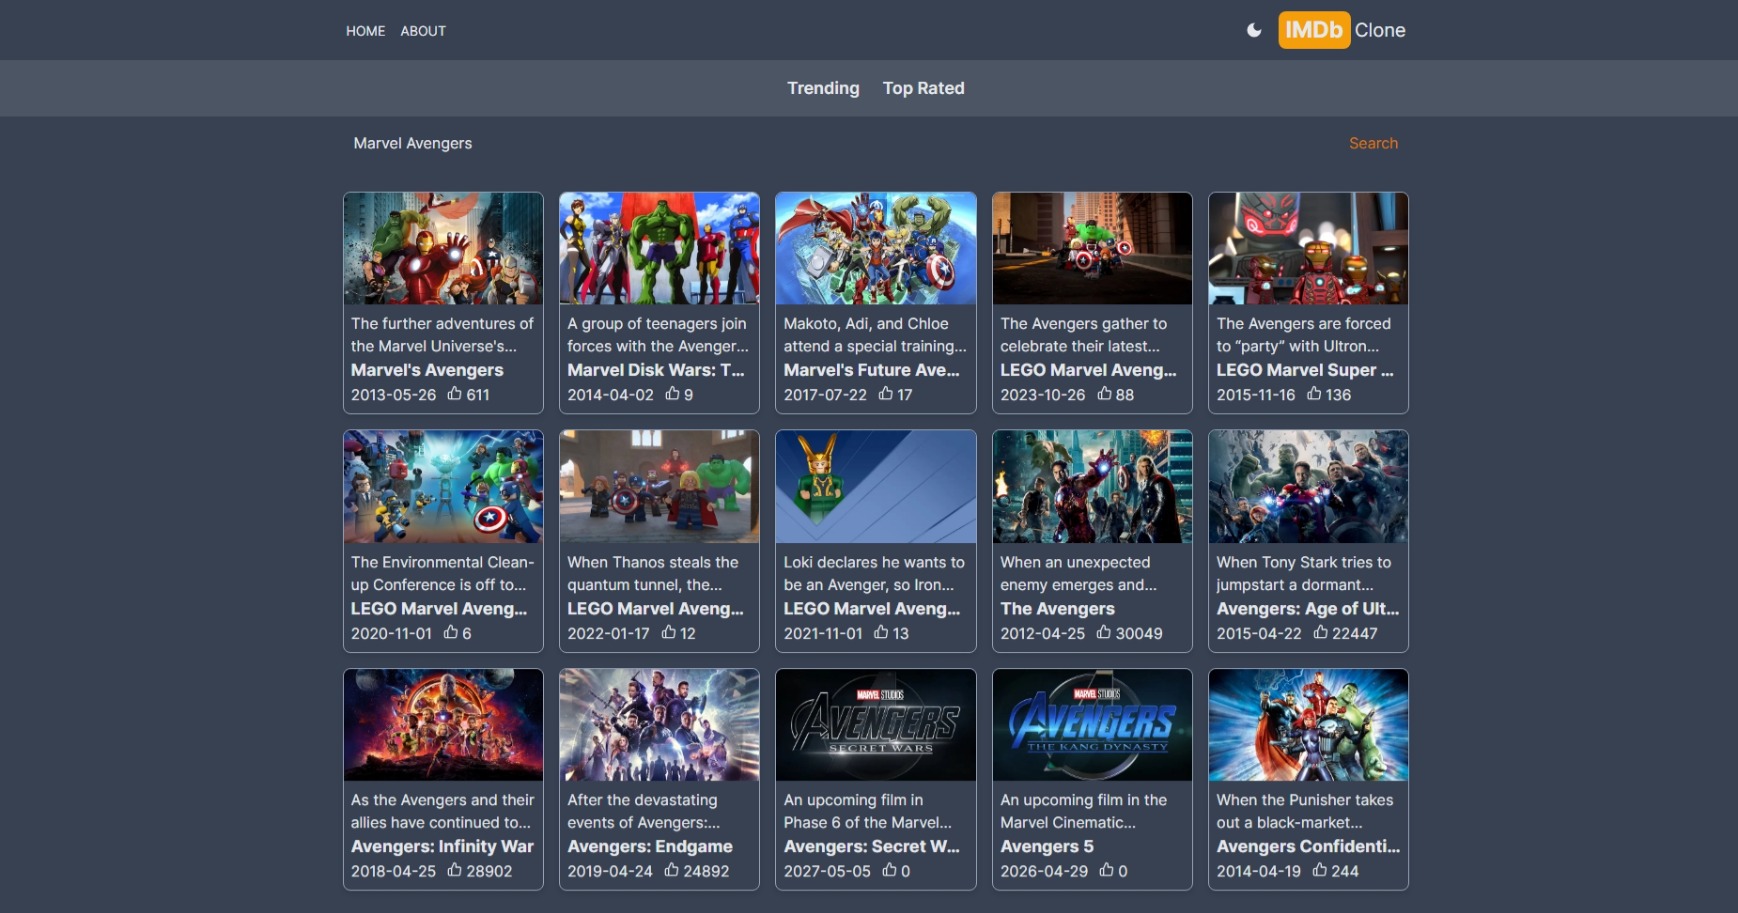 HOME ABOUT IMDb Clone
Trending Top Rated
Marvel Avengers Search
The further adventures of
the Marvel Universe's...
Marvel's Avengers
2013-05-26 611
A group of teenagers join
forces with the Avenger...
Marvel Disk Wars: T...
2014-04-02 9
Makoto, Adi, and Chloe
attend a special training...
Marvel's Future Ave...
2017-07-22 17
The Avengers gather to
celebrate their latest...
LEGO Marvel Aveng...
2023-10-26 88
The Avengers are forced
to “party” with Ultron...
LEGO Marvel Super ...
2015-11-16 136
The Environmental Clean-
up Conference is off to...
LEGO Marvel Aveng...
2020-11-01 6
When Thanos steals the
quantum tunnel, the...
LEGO Marvel Aveng...
2022-01-17 12
Loki declares he wants to
be an Avenger, so Iron...
LEGO Marvel Aveng...
2021-11-01 13
When an unexpected
enemy emerges and...
The Avengers
2012-04-25 30049
When Tony Stark tries to
jumpstart a dormant...
Avengers: Age of Ult...
2015-04-22 22447
As the Avengers and their
allies have continued to...
Avengers: Infinity War
2018-04-25 28902
After the devastating
events of Avengers:...
Avengers: Endgame
2019-04-24 24892
MARVEL STUDIOS
AVENGERS
SECRET WARS
An upcoming film in
Phase 6 of the Marvel...
Avengers: Secret W...
2027-05-05 0
MARVEL STUDIOS
AVENGERS
THE KANG DYNASTY
An upcoming film in the
Marvel Cinematic...
Avengers 5
2026-04-29 0
When the Punisher takes
out a black-market...
Avengers Confidenti...
2014-04-19 244